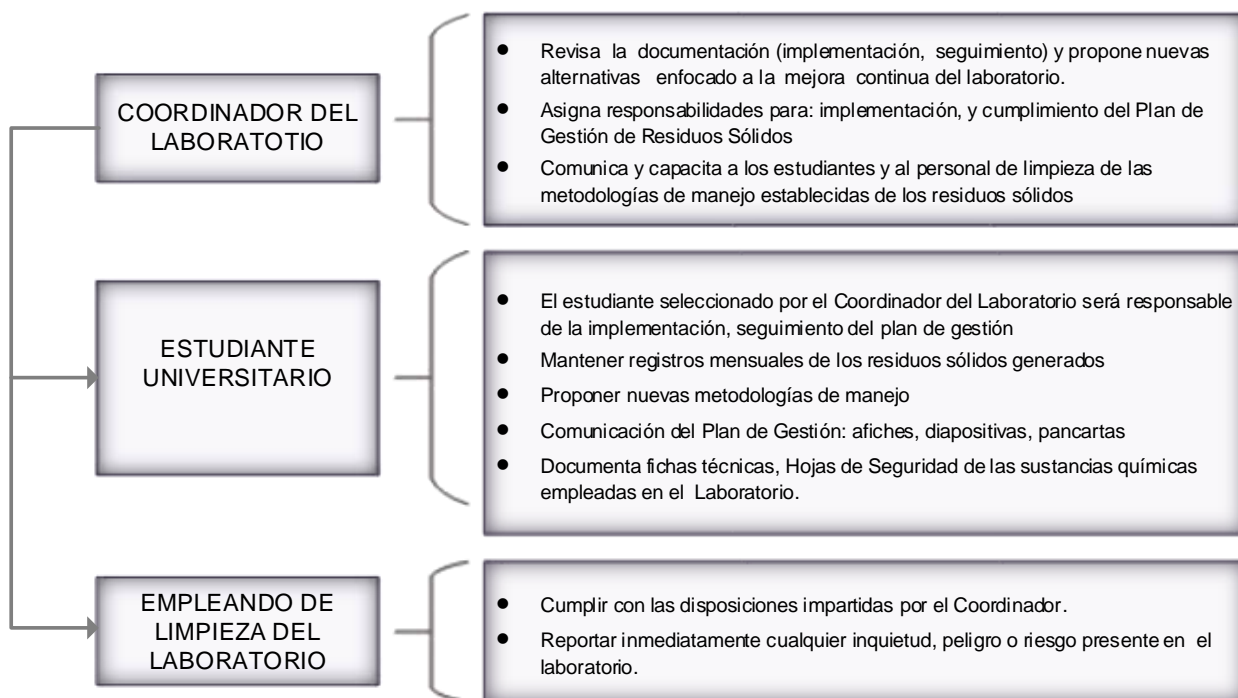 COORDINADOR DEL
LABORATOTIO
● Revisa la documentación (implementación, seguimiento) y propone nuevas
alternativas enfocado a la mejora continua del laboratorio.
● Asigna responsabilidades para: implementación, y cumplimiento del Plan de
Gestión de Residuos Sólidos
● Comunica y capacita a los estudiantes y al personal de limpieza de las
metodologías de manejo establecidas de los residuos sólidos
ESTUDIANTE
UNIVERSITARIO
● El estudiante seleccionado por el Coordinador del Laboratorio será responsable
de la implementación, seguimiento del plan de gestión
● Mantener registros mensuales de los residuos sólidos generados
● Proponer nuevas metodologías de manejo
● Comunicación del Plan de Gestión: afiches, diapositivas, pancartas
● Documenta fichas técnicas, Hojas de Seguridad de las sustancias químicas
empleadas en el Laboratorio.
EMPLEANDO DE
LIMPIEZA DEL
LABORATORIO
● Cumplir con las disposiciones impartidas por el Coordinador.
● Reportar inmediatamente cualquier inquietud, peligro o riesgo presente en el
laboratorio.